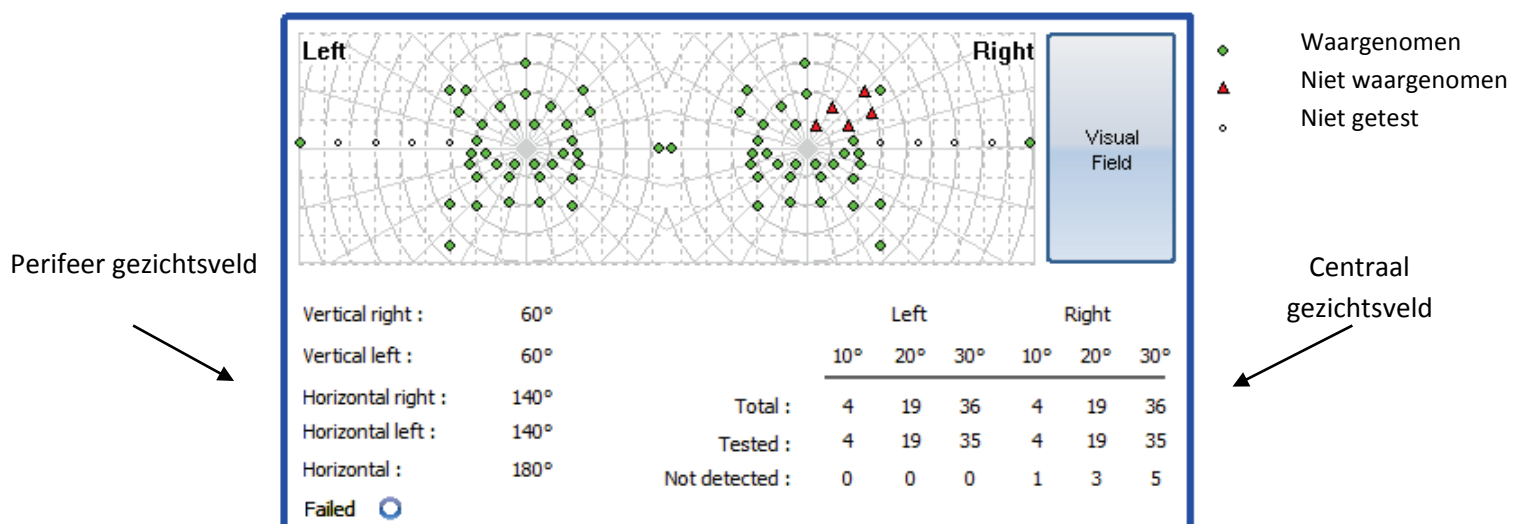 Left
Right
Visual
Field
Waargenomen
Niet waargenomen
Niet getest
Perifeer gezichtsveld
Centraal
gezichtsveld
Vertical right : 60°
Vertical left : 60°
Horizontal right : 140°
Horizontal left : 140°
Horizontal : 180°
Failed
Left Right
10° 20° 30° 10° 20° 30°
Total : 4 19 36 4 19 36
Tested : 4 19 35 4 19 35
Not detected : 0 0 0 1 3 5